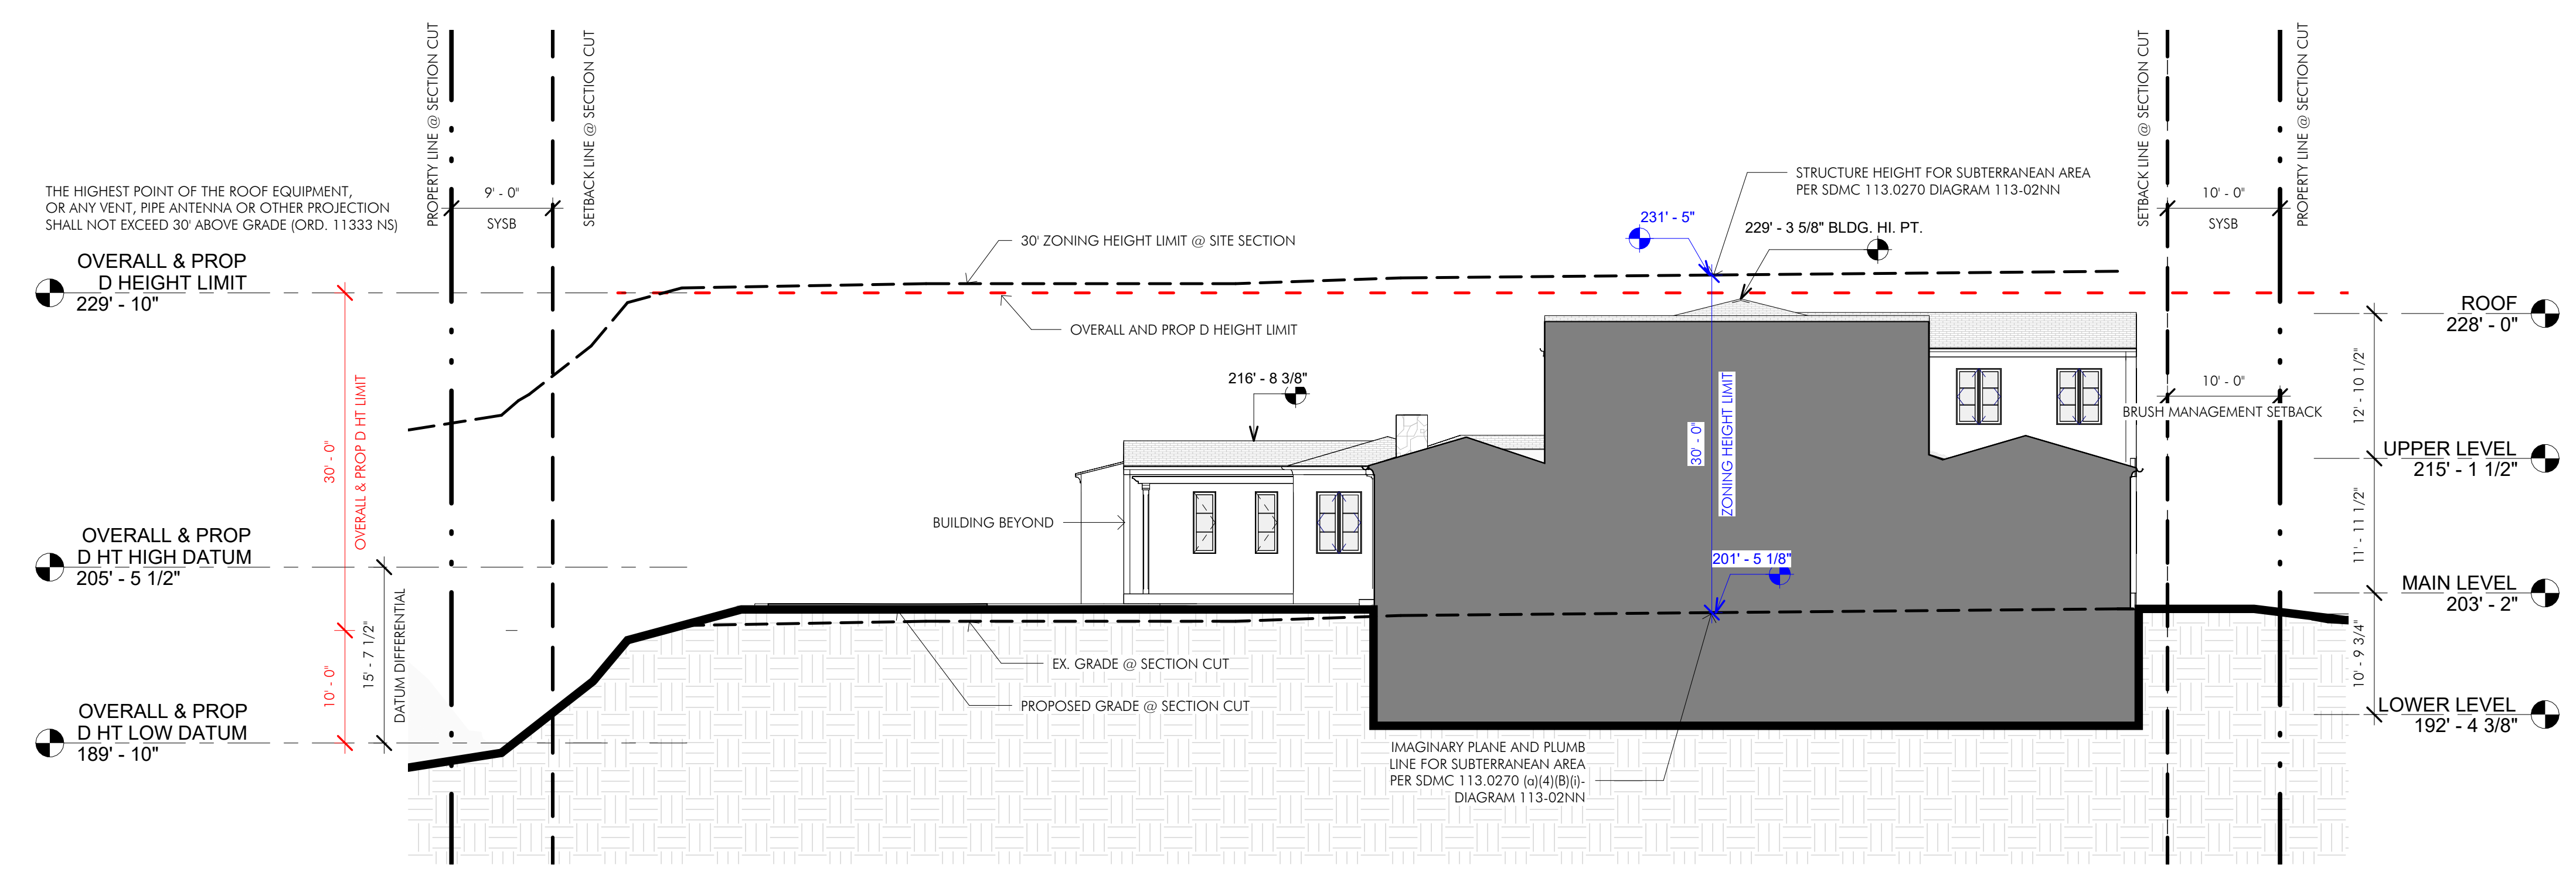 PROPERTY LINE @ SECTION CUT
SETBACK LINE @ SECTION CUT
SETBACK LINE @ SECTION CUT
PROPERTY LINE @ SECTION CUT
THE HIGHEST POINT OF THE ROOF EQUIPMENT,
OR ANY VENT, PIPE ANTENNA OR OTHER PROJECTION
SHALL NOT EXCEED 30' ABOVE GRADE (ORD. 11333 NS)
9' - 0"
SYSB
10' - 0"
SYSB
STRUCTURE HEIGHT FOR SUBTERRANEAN AREA
PER SDMC 113.0270 DIAGRAM 113-02NN
231' - 5"
229' - 3 5/8" BLDG. HI. PT.
30' ZONING HEIGHT LIMIT @ SITE SECTION
OVERALL & PROP
D HEIGHT LIMIT
229' - 10"
OVERALL AND PROP D HEIGHT LIMIT
ROOF
228' - 0"
216' - 8 3/8"
10' - 0"
BRUSH MANAGEMENT SETBACK
12' - 10 1/2"
30' - 0"
OVERALL & PROP D HT LIMIT
30' - 0"
ZONING HEIGHT LIMIT
UPPER LEVEL
215' - 1 1/2"
11' - 11 1/2"
BUILDING BEYOND
OVERALL & PROP
D HT HIGH DATUM
205' - 5 1/2"
201' - 5 1/8"
MAIN LEVEL
203' - 2"
15' - 7 1/2"
DATUM DIFFERENTIAL
10' - 0"
10' - 9 3/4"
EX. GRADE @ SECTION CUT
PROPOSED GRADE @ SECTION CUT
OVERALL & PROP
D HT LOW DATUM
189' - 10"
LOWER LEVEL
192' - 4 3/8"
IMAGINARY PLANE AND PLUMB
LINE FOR SUBTERRANEAN AREA
PER SDMC 113.0270 (a)(4)(B)(i)-
DIAGRAM 113-02NN